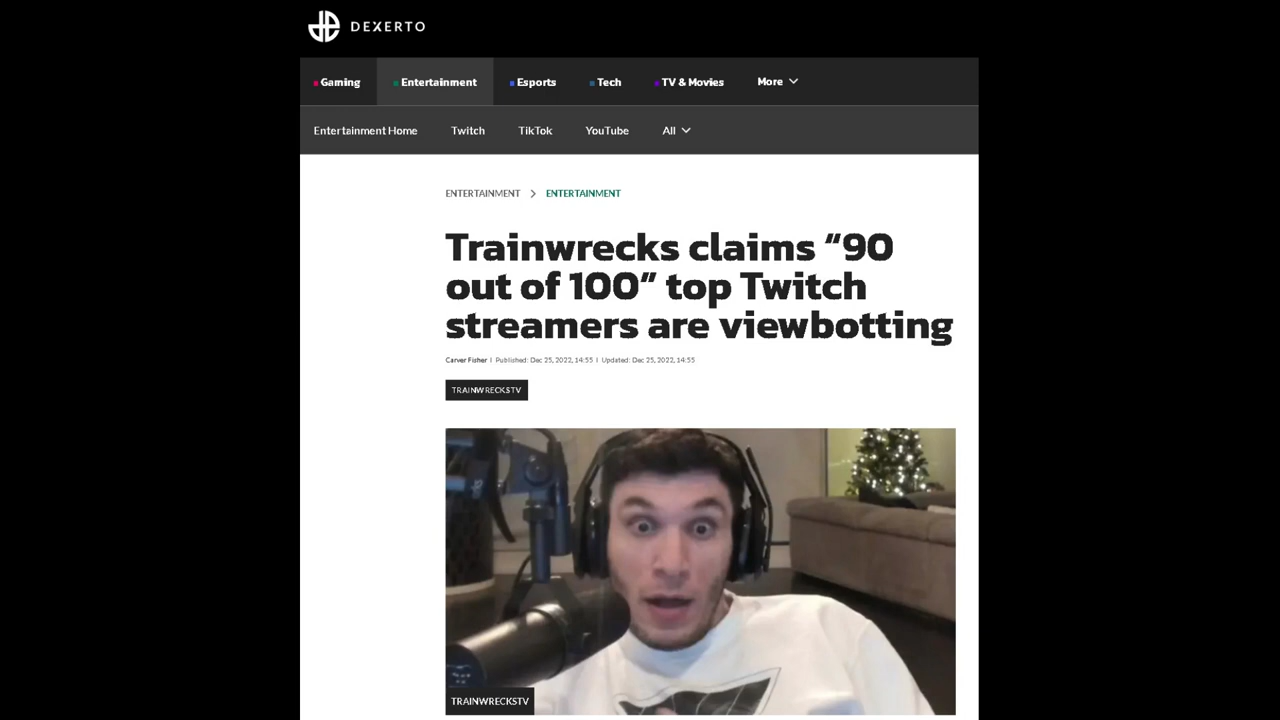 DEXERTO
Gaming Entertainment Esports Tech TV & Movies More
Entertainment Home Twitch TikTok YouTube All
ENTERTAINMENT > ENTERTAINMENT
Trainwrecks claims “90
out of 100” top Twitch
streamers are viewbotting
Carver Fisher | Published: Dec 25, 2022, 14:55 | Updated: Dec 25, 2022, 14:55
TRAINWRECKSTV
TRAINWRECKSTV